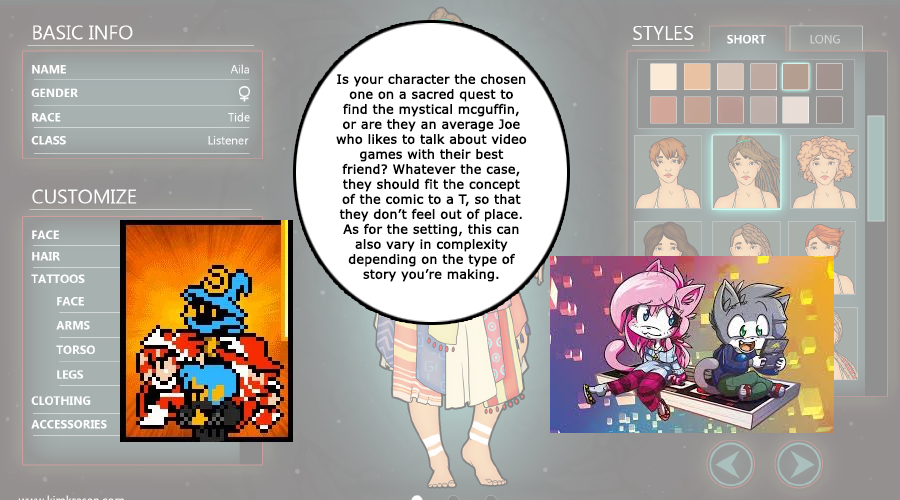 BASIC INFO
NAME Aila
GENDER ♀
RACE Tide
CLASS Listener
CUSTOMIZE
FACE
HAIR
TATTOOS
FACE
ARMS
TORSO
LEGS
CLOTHING
ACCESSORIES
Is your character the chosen
one on a sacred quest to
find the mystical mcguffin,
or are they an average Joe
who likes to talk about video
games with their best
friend? Whatever the case,
they should fit the concept
of the comic to a T, so that
they don’t feel out of place.
As for the setting, this can
also vary in complexity
depending on the type of
story you’re making.
STYLES SHORT LONG